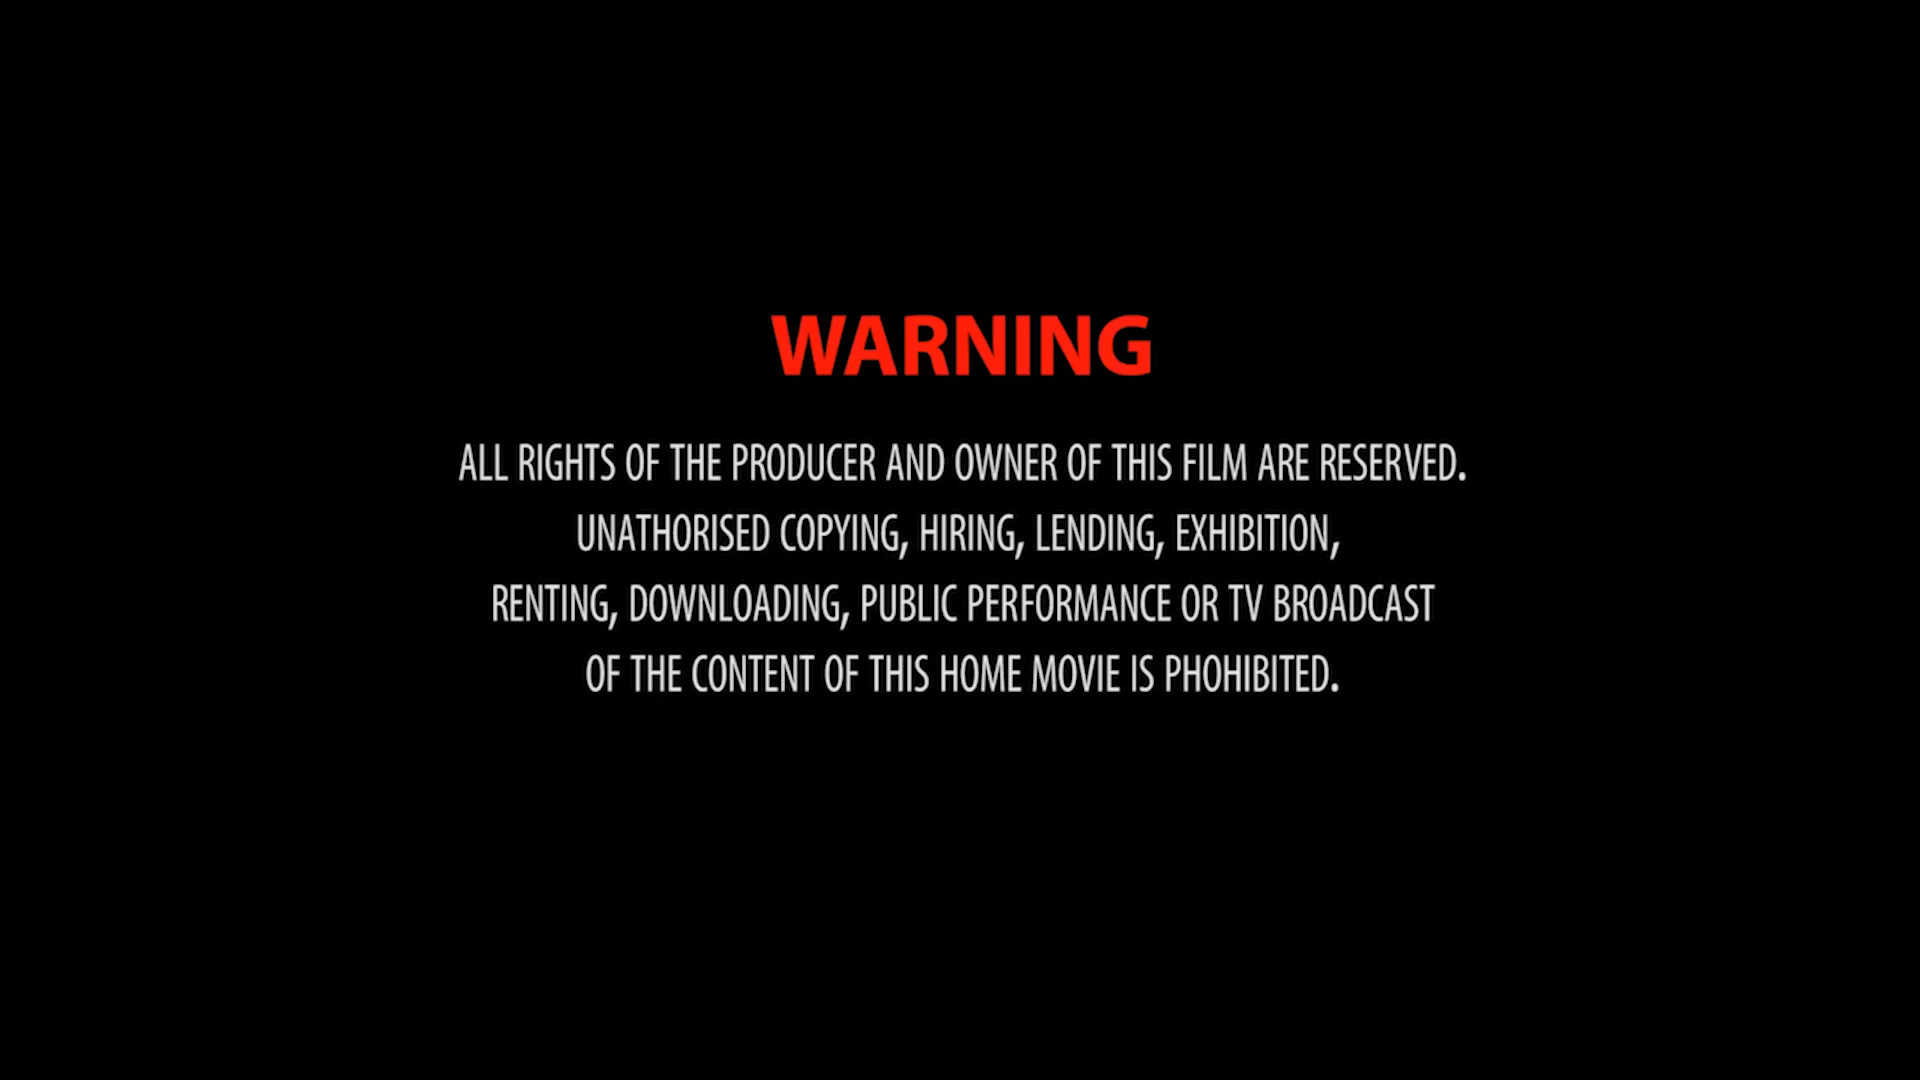 WARNING
ALL RIGHTS OF THE PRODUCER AND OWNER OF THIS FILM ARE RESERVED.
UNATHORISED COPYING, HIRING, LENDING, EXHIBITION,
RENTING, DOWNLOADING, PUBLIC PERFORMANCE OR TV BROADCAST
OF THE CONTENT OF THIS HOME MOVIE IS PHOHIBITED.